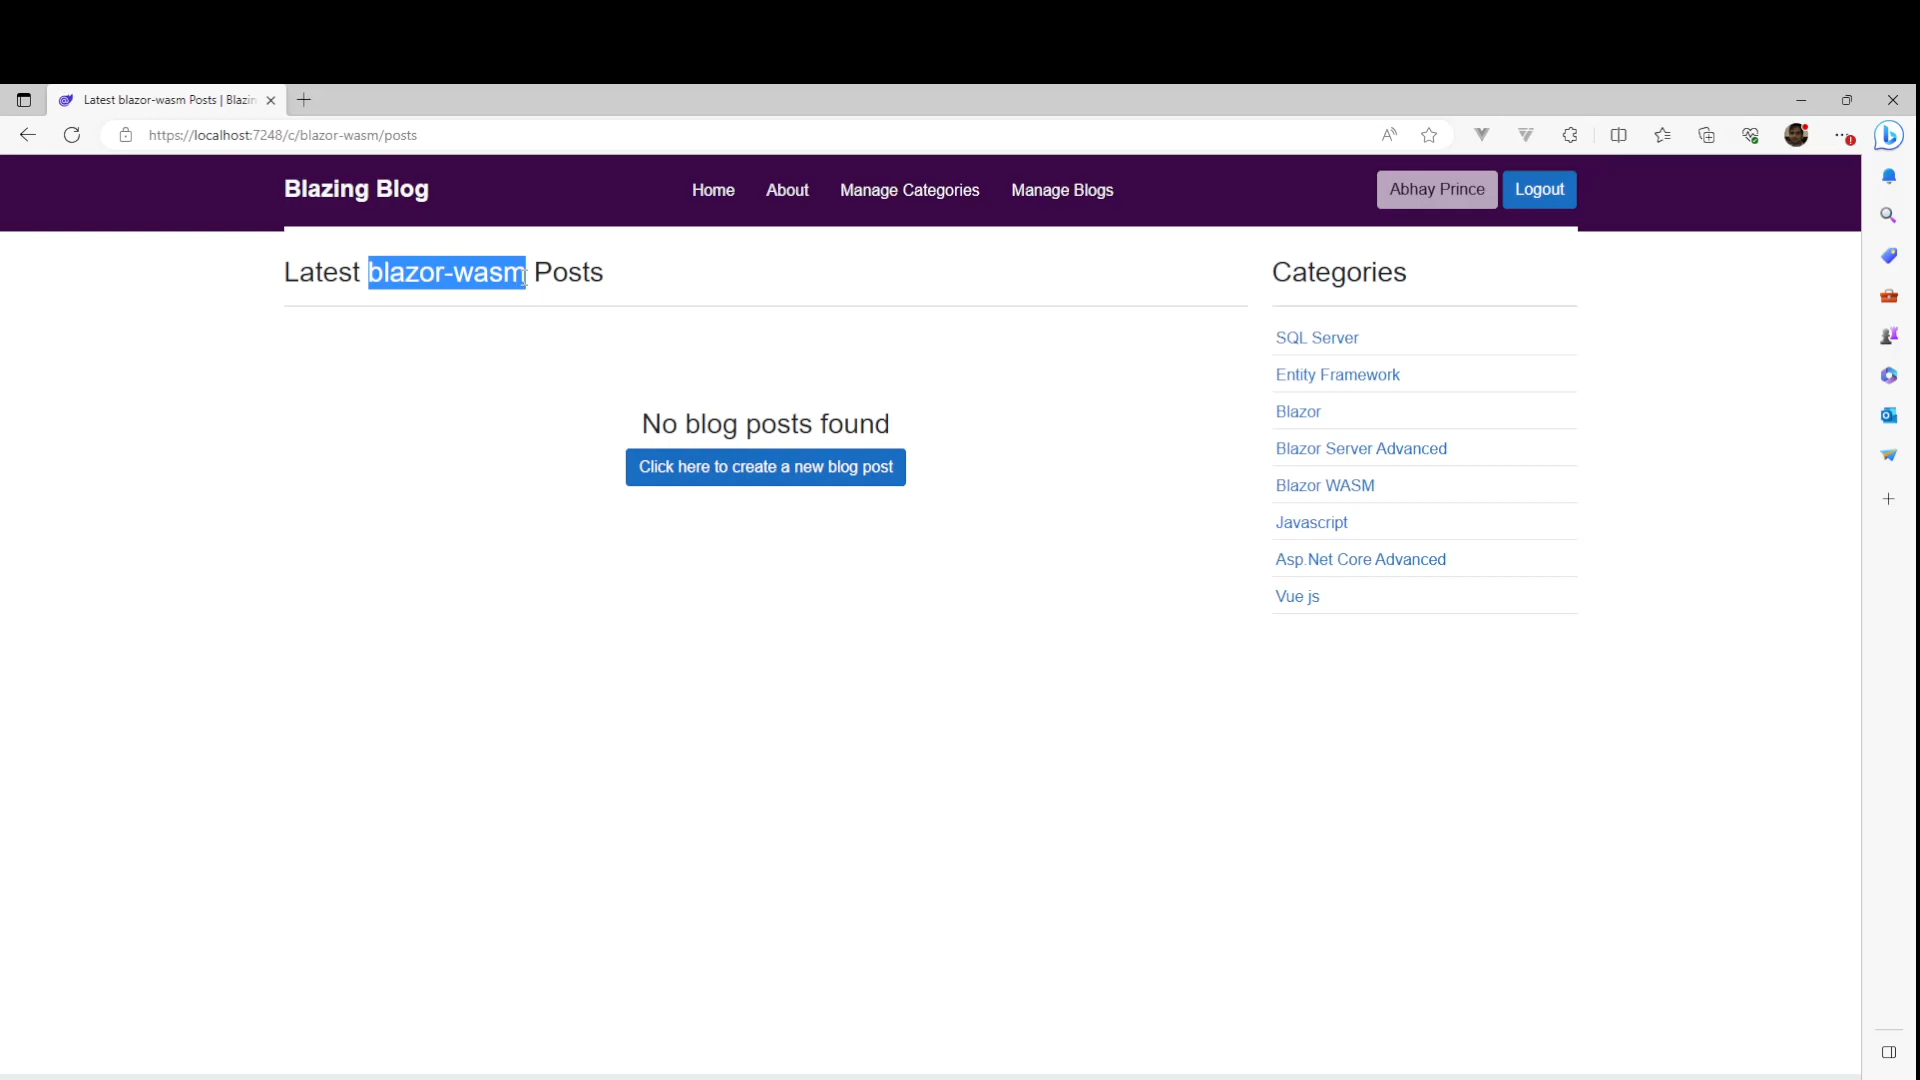 Latest blazor-wasm Posts | Blazin
https://localhost:7248/c/blazor-wasm/posts
Blazing Blog
Home
About
Manage Categories
Manage Blogs
Abhay Prince
Logout
Latest blazor-wasm Posts
No blog posts found
Click here to create a new blog post
Categories
SQL Server
Entity Framework
Blazor
Blazor Server Advanced
Blazor WASM
Javascript
Asp.Net Core Advanced
Vue js